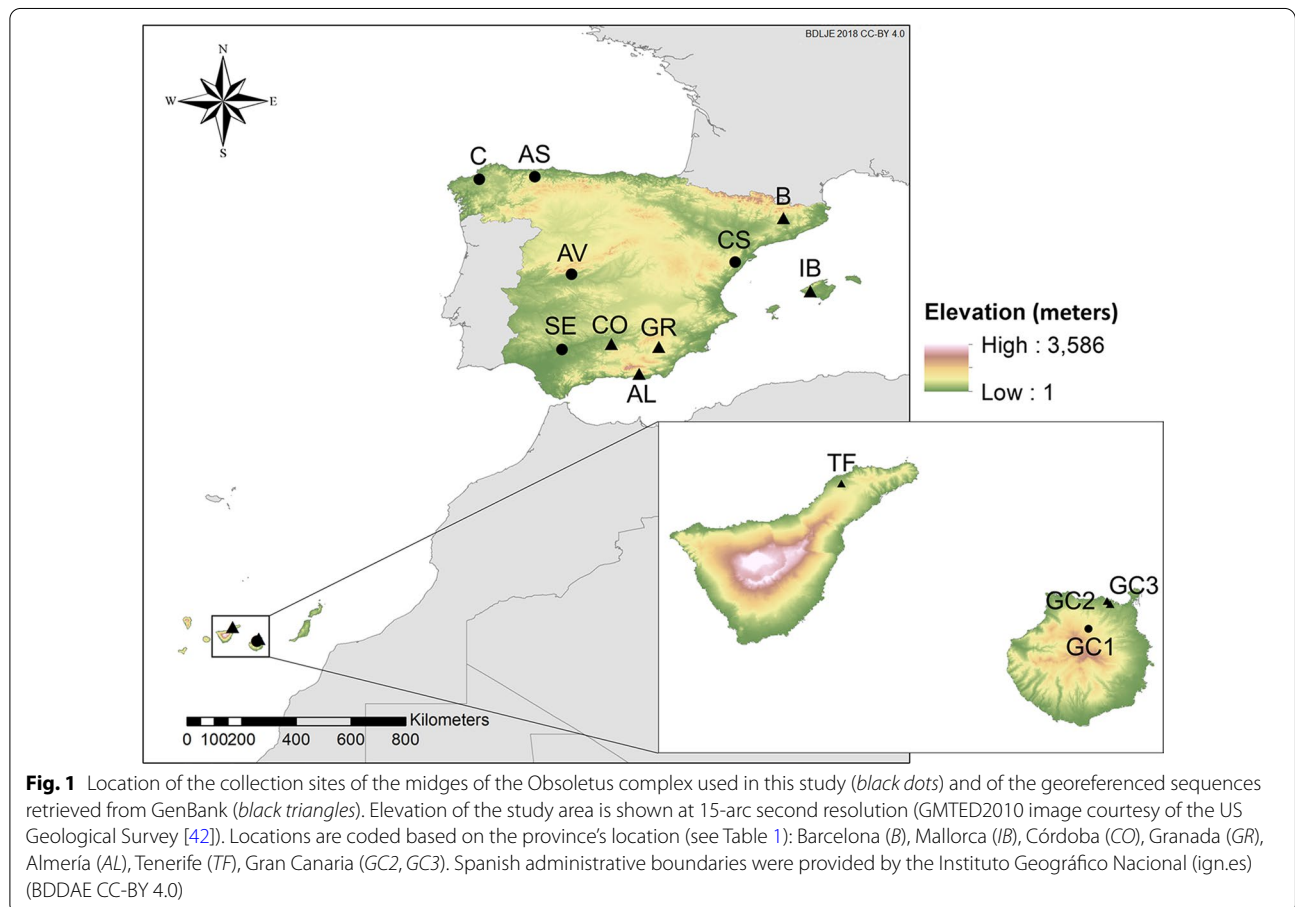 BDLJE 2018 CC-BY 4.0
N
W E
S
C AS
B
CS
AV
IB
SE CO GR
AL
Elevation (meters)
High : 3,586
Low : 1
TF
GC2 GC3
GC1
Kilometers
0 100 200 400 600 800
Fig. 1 Location of the collection sites of the midges of the Obsoletus complex used in this study (black dots) and of the georeferenced sequences
retrieved from GenBank (black triangles). Elevation of the study area is shown at 15-arc second resolution (GMTED2010 image courtesy of the US
Geological Survey [42]). Locations are coded based on the province's location (see Table 1): Barcelona (B), Mallorca (IB), Córdoba (CO), Granada (GR),
Almería (AL), Tenerife (TF), Gran Canaria (GC2, GC3). Spanish administrative boundaries were provided by the Instituto Geográfico Nacional (ign.es)
(BDDAE CC-BY 4.0)